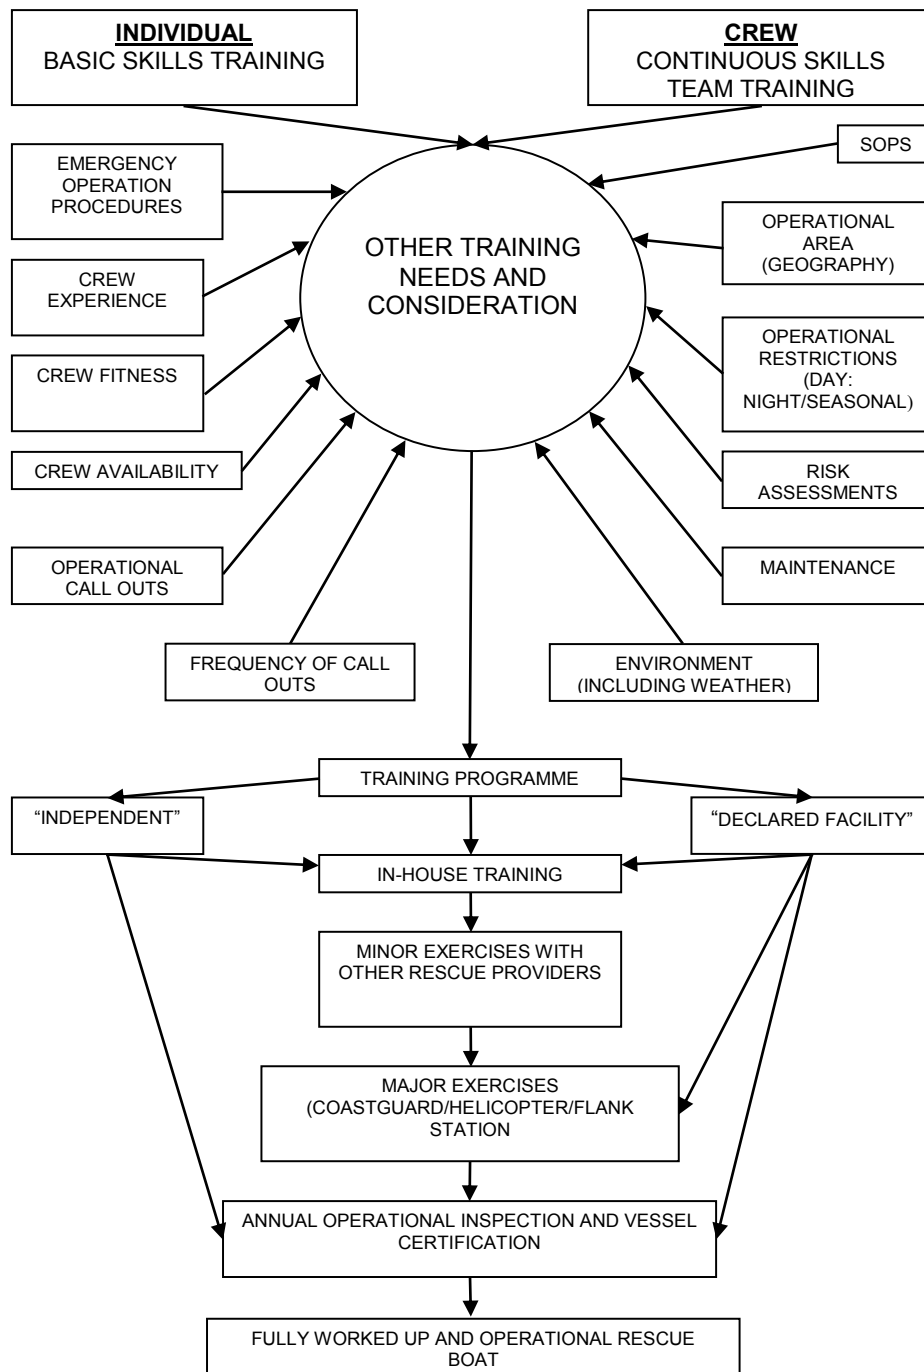 INDIVIDUAL
BASIC SKILLS TRAINING
CREW
CONTINUOUS SKILLS
TEAM TRAINING
SOPS
EMERGENCY
OPERATION
PROCEDURES
OTHER TRAINING
NEEDS AND
CONSIDERATION
OPERATIONAL
AREA
(GEOGRAPHY)
CREW
EXPERIENCE
OPERATIONAL
RESTRICTIONS
(DAY:
NIGHT/SEASONAL)
CREW FITNESS
CREW AVAILABILITY
RISK
ASSESSMENTS
OPERATIONAL
CALL OUTS
MAINTENANCE
FREQUENCY OF CALL
OUTS
ENVIRONMENT
(INCLUDING WEATHER)
TRAINING PROGRAMME
“INDEPENDENT”
“DECLARED FACILITY”
IN-HOUSE TRAINING
MINOR EXERCISES WITH
OTHER RESCUE PROVIDERS
MAJOR EXERCISES
(COASTGUARD/HELICOPTER/FLANK
STATION
ANNUAL OPERATIONAL INSPECTION AND VESSEL
CERTIFICATION
FULLY WORKED UP AND OPERATIONAL RESCUE
BOAT